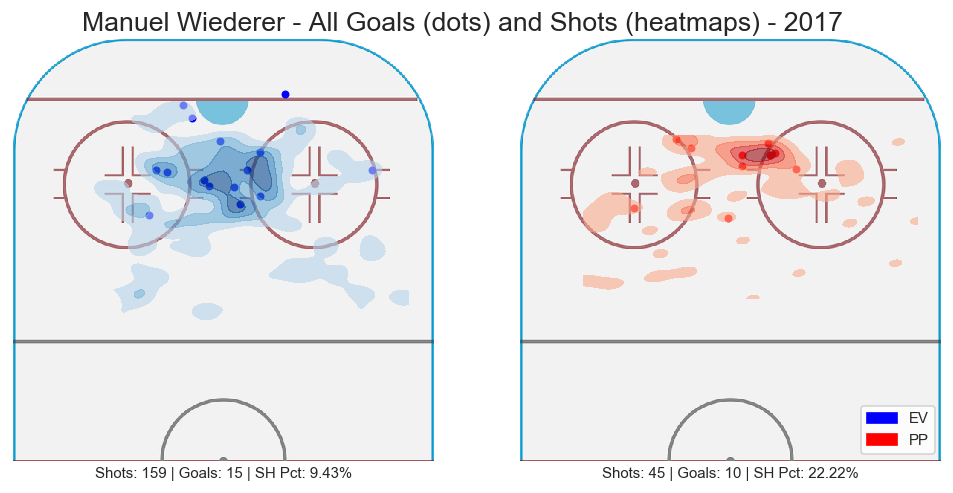 Manuel Wiederer - All Goals (dots) and Shots (heatmaps) - 2017
EV
PP
Shots: 159 | Goals: 15 | SH Pct: 9.43%
Shots: 45 | Goals: 10 | SH Pct: 22.22%